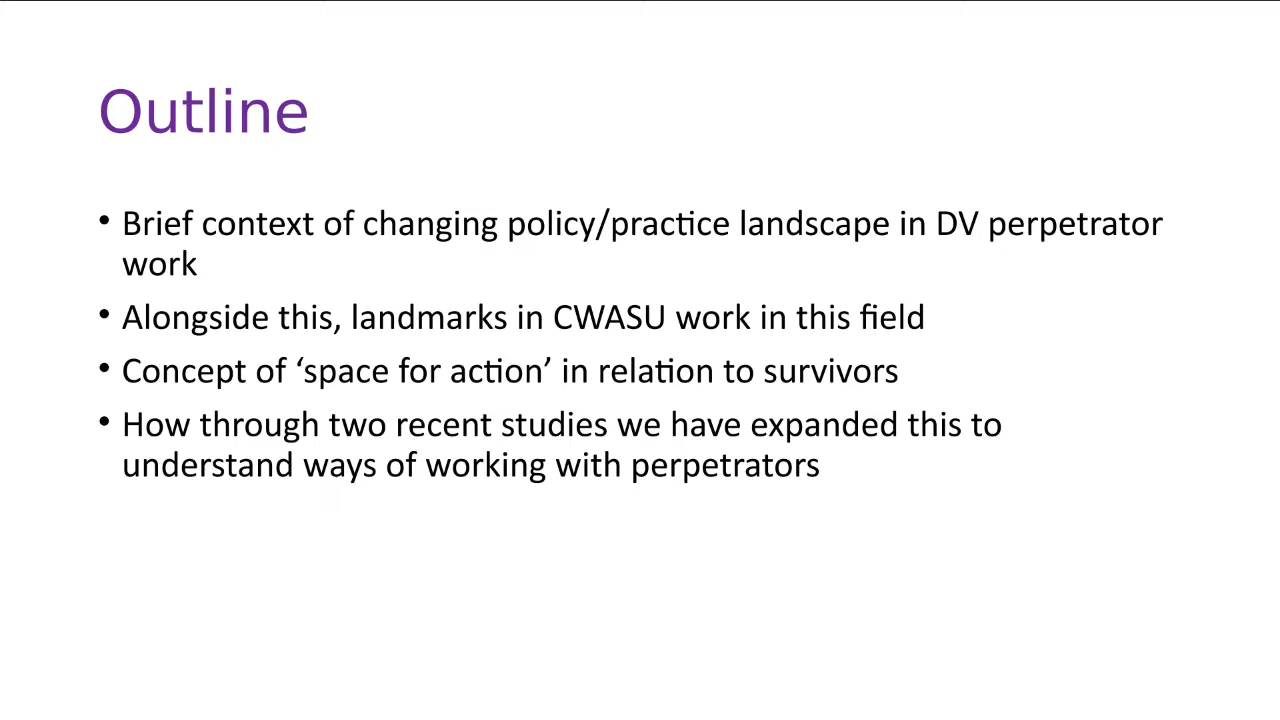 Outline
• Brief context of changing policy/practice landscape in DV perpetrator
work
• Alongside this, landmarks in CWASU work in this field
• Concept of ‘space for action’ in relation to survivors
• How through two recent studies we have expanded this to
understand ways of working with perpetrators